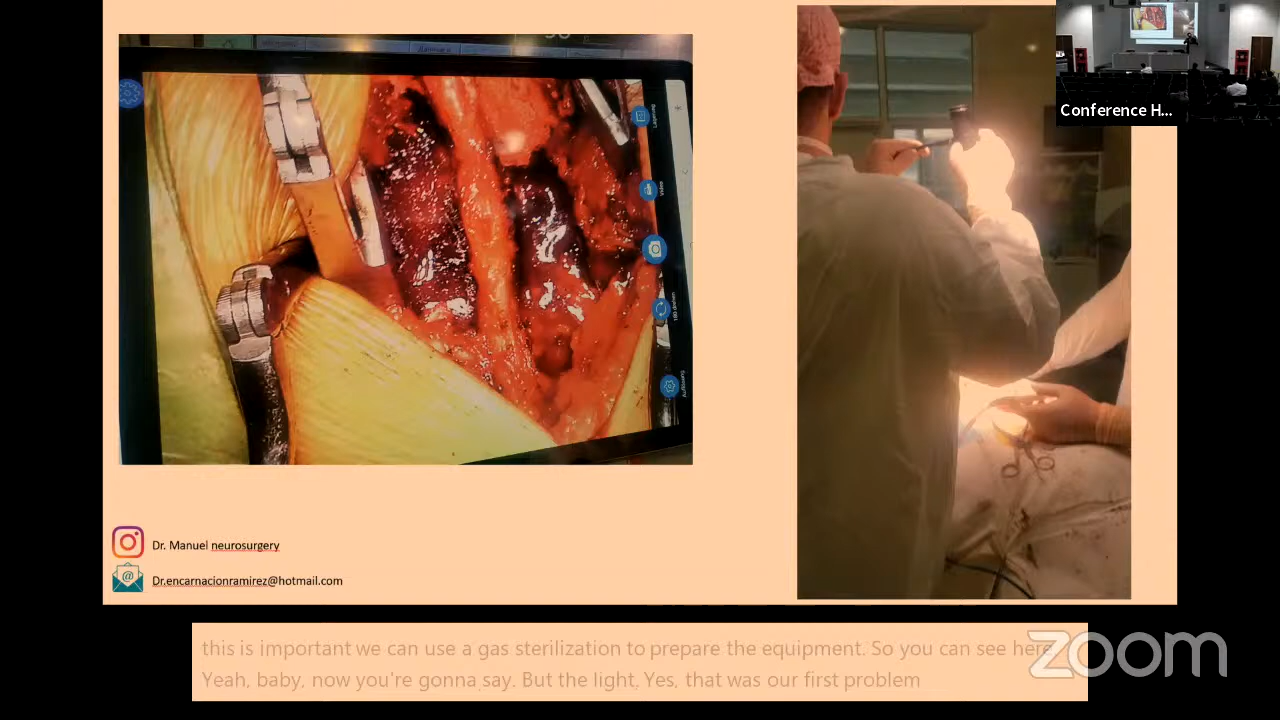 Conference H...
Dr. Manuel neurosurgery
Dr.encarnacionramirez@hotmail.com
this is important we can use a gas sterilization to prepare the equipment. So you can see here
Yeah, baby, now you're gonna say. But the light. Yes, that was our first problem
zoom